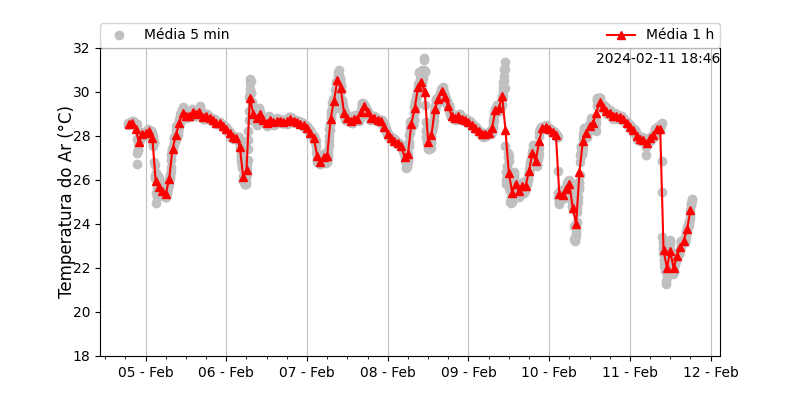 Média 5 min
Média 1 h
2024-02-11 18:46
Temperatura do Ar (°C)
32
30
28
26
24
22
20
18
05 - Feb
06 - Feb
07 - Feb
08 - Feb
09 - Feb
10 - Feb
11 - Feb
12 - Feb